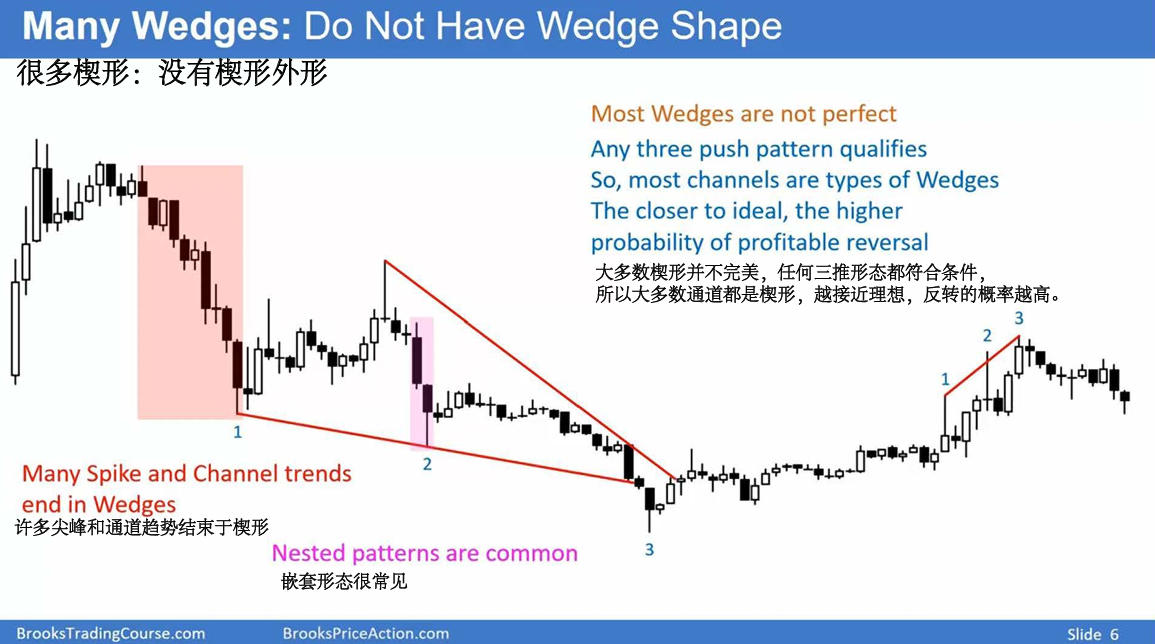 Many Wedges: Do Not Have Wedge Shape
很多楔形：没有楔形外形
Most Wedges are not perfect
Any three push pattern qualifies
So, most channels are types of Wedges
The closer to ideal, the higher
probability of profitable reversal
大多数楔形并不完美，任何三推形态都符合条件，
所以大多数通道都是楔形，越接近理想，反转的概率越高。
3
2
1
1
2
Many Spike and Channel trends
end in Wedges
许多尖峰和通道趋势结束于楔形
Nested patterns are common
3
嵌套形态很常见
BrooksTradingCourse.com
BrooksPriceAction.com
Slide 6